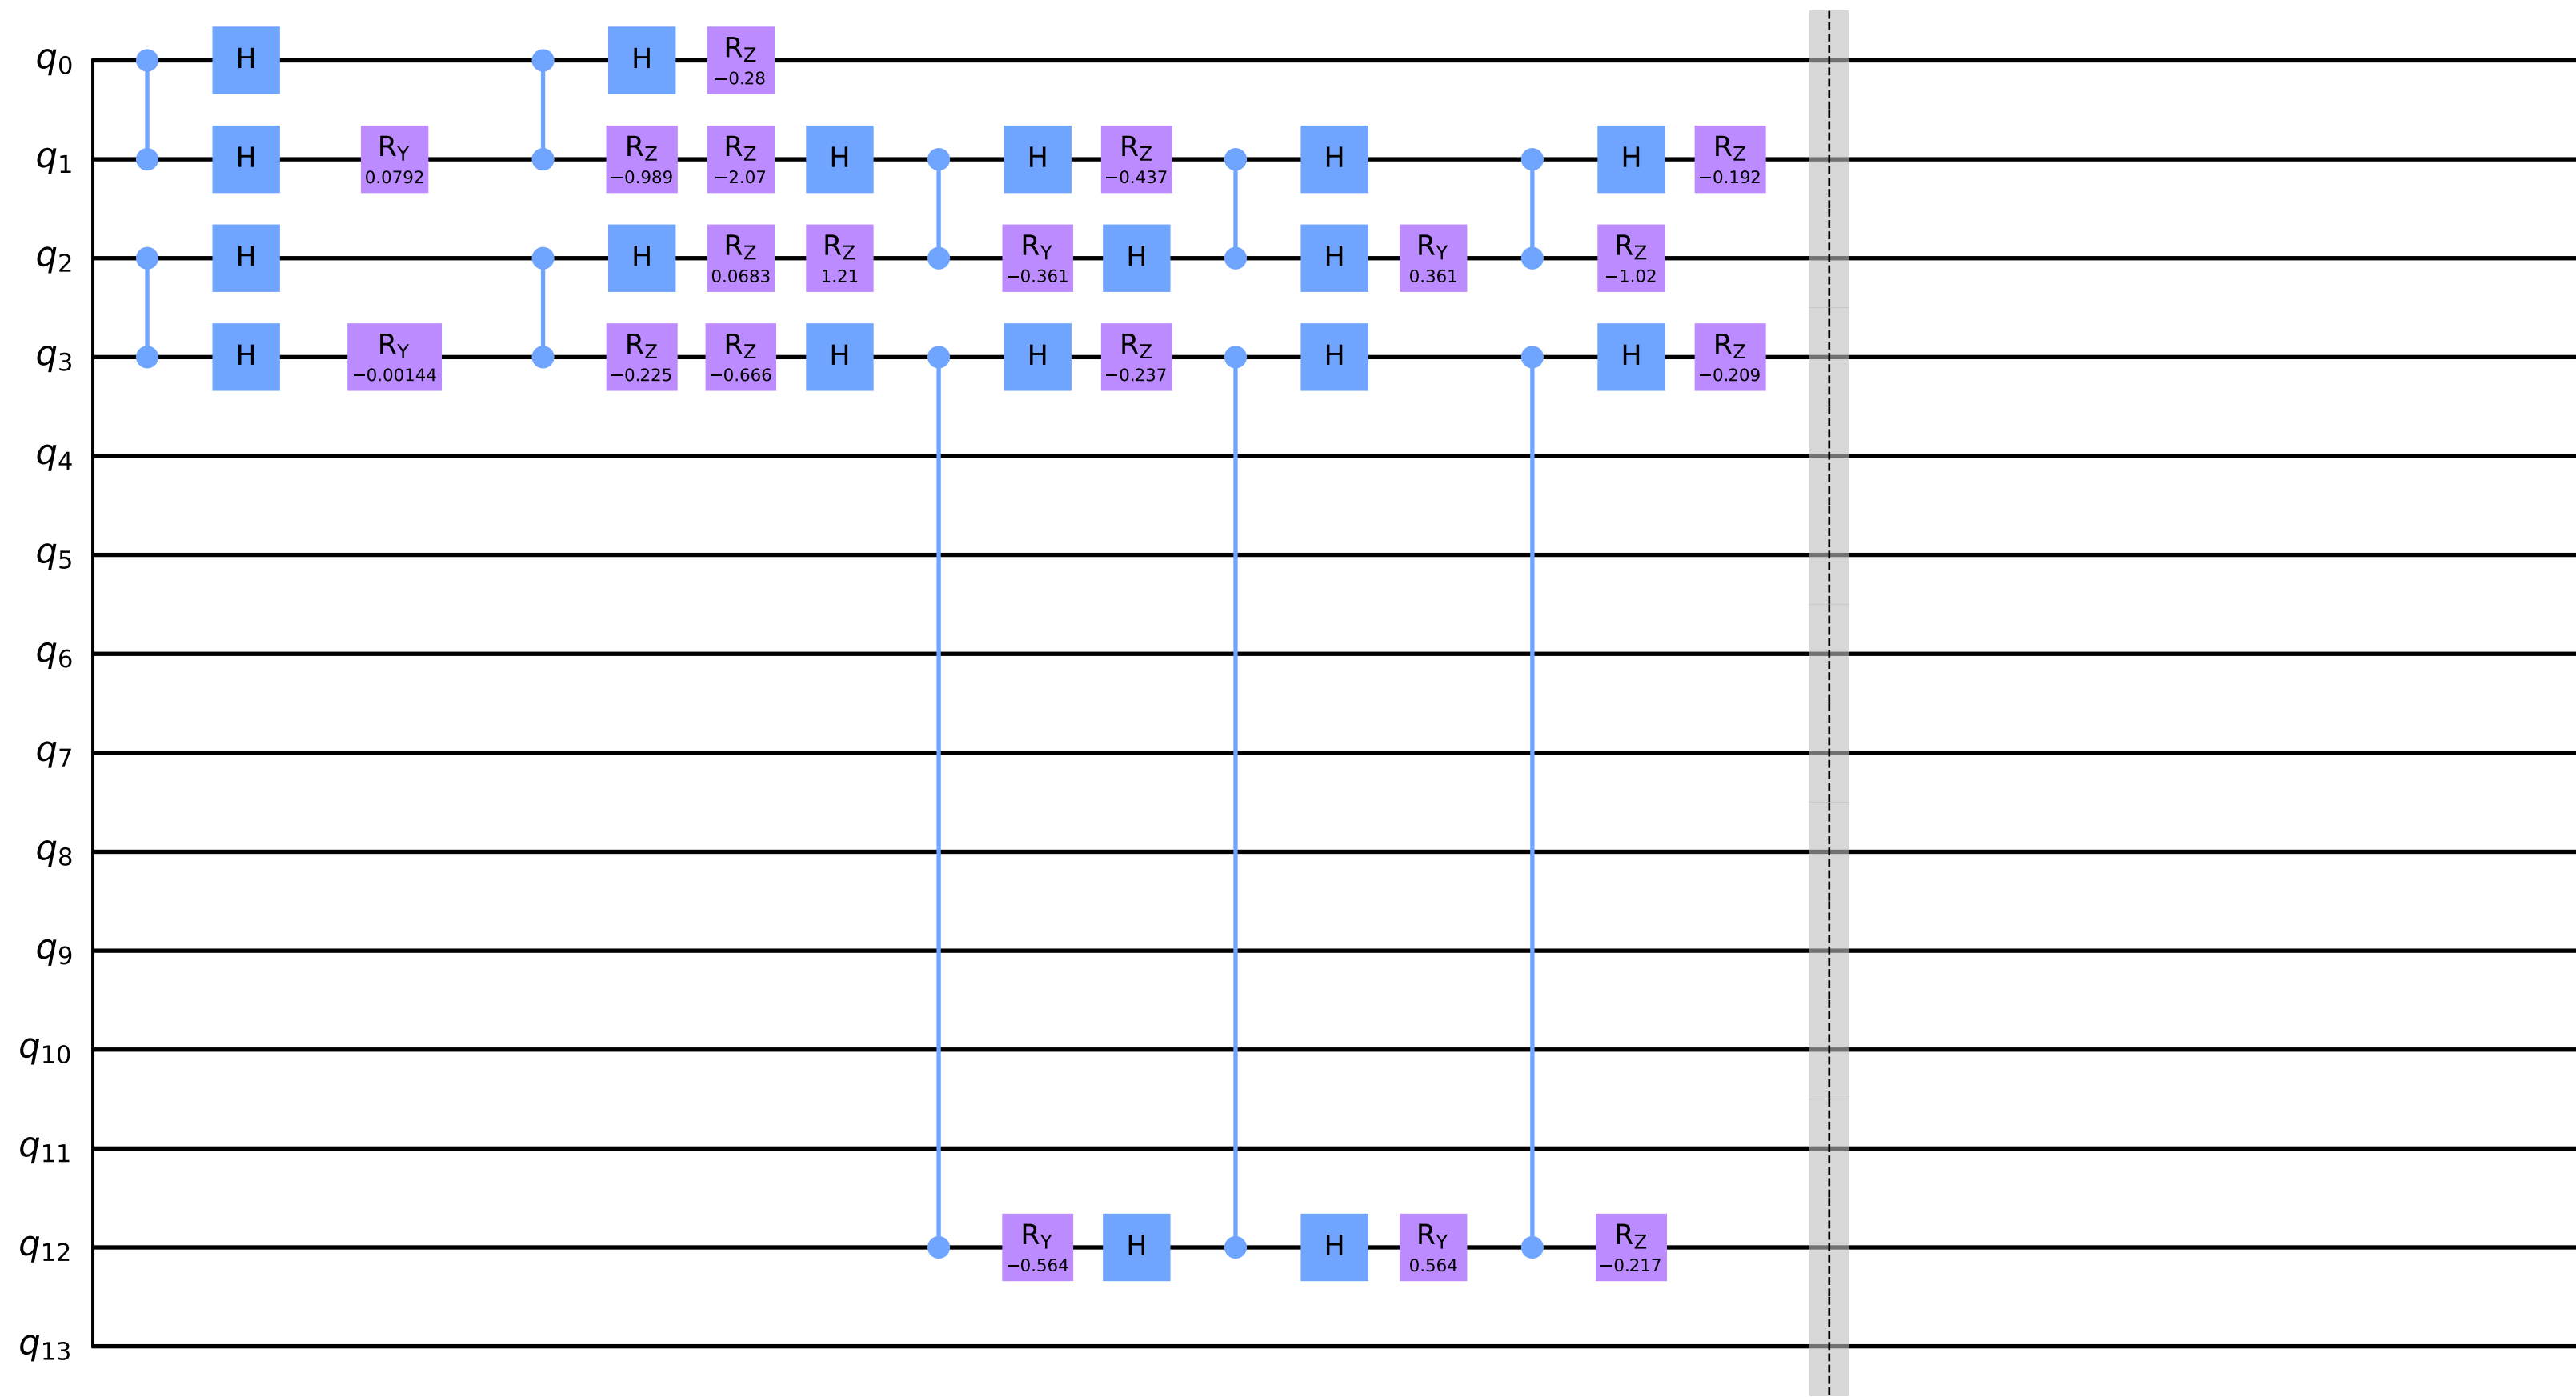 q0 H H RZ −0.28
q1 H RY 0.0792 RZ −0.989 RZ −2.07 H H RZ −0.437 H H RZ −0.192
q2 H H RZ 0.0683 RZ 1.21 RY −0.361 H H RY 0.361 RZ −1.02
q3 H RY −0.00144 RZ −0.225 RZ −0.666 H H RZ −0.237 H H RZ −0.209
q4
q5
q6
q7
q8
q9
q10
q11
q12 RY −0.564 H H RY 0.564 RZ −0.217
q13